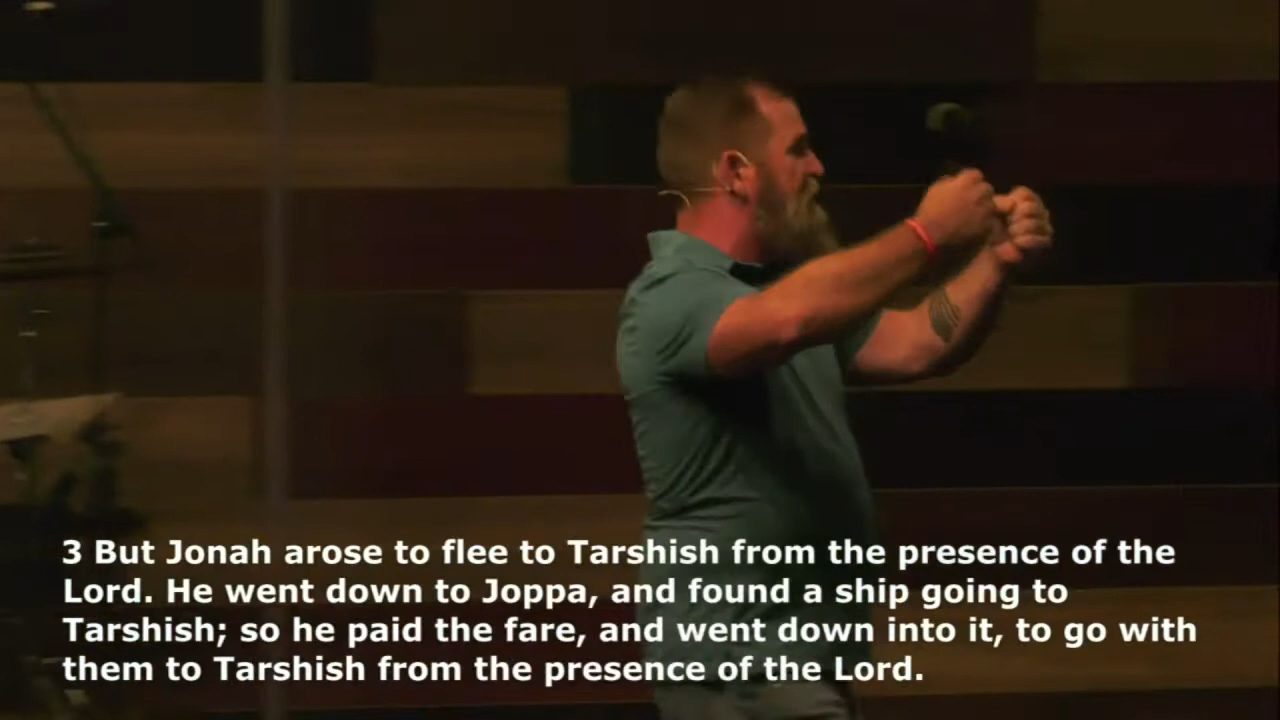 3 But Jonah arose to flee to Tarshish from the presence of the
Lord. He went down to Joppa, and found a ship going to
Tarshish; so he paid the fare, and went down into it, to go with
them to Tarshish from the presence of the Lord.